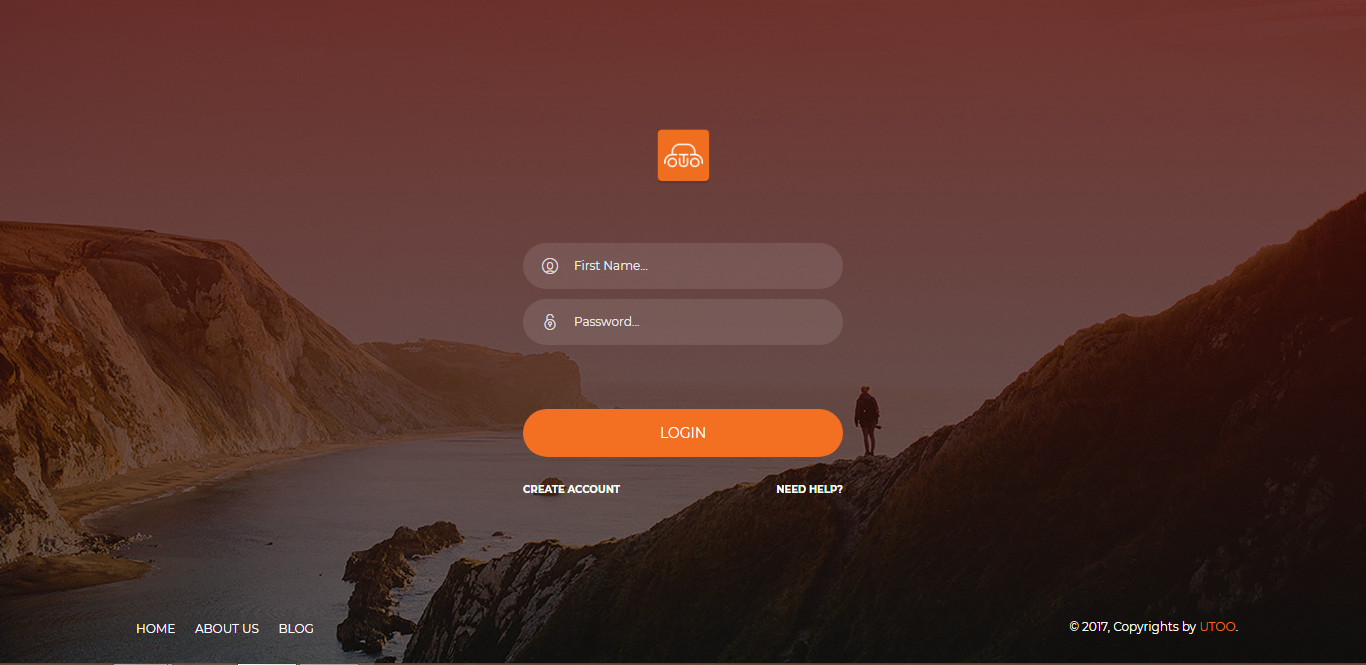 First Name...
Password...
LOGIN
CREATE ACCOUNT
NEED HELP?
HOME
ABOUT US
BLOG
© 2017, Copyrights by UTOO.